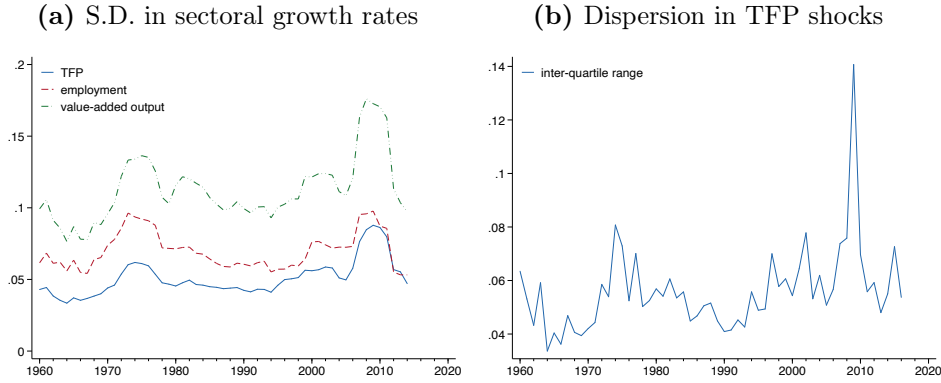 (a) S.D. in sectoral growth rates
.2
.15
.1
.05
0
TFP
employment
value-added output
1960 1970 1980 1990 2000 2010 2020
(b) Dispersion in TFP shocks
.14
.12
.1
.08
.06
.04
inter-quartile range
1960 1970 1980 1990 2000 2010 2020